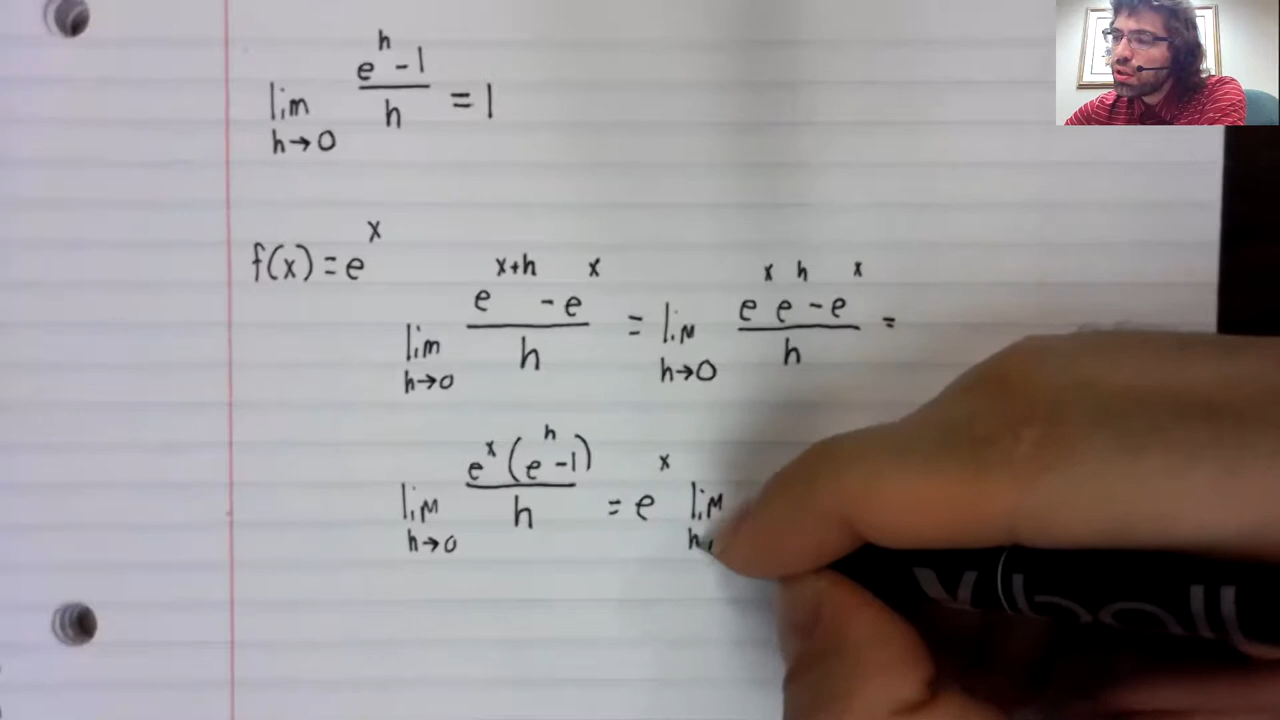 lim h→0 (e^h - 1)/h = 1
f(x) = e^x
lim h→0 (e^(x+h) - e^x)/h = lim h→0 (e^x e^h - e^x)/h =
lim h→0 (e^x (e^h - 1))/h = e^x lim h